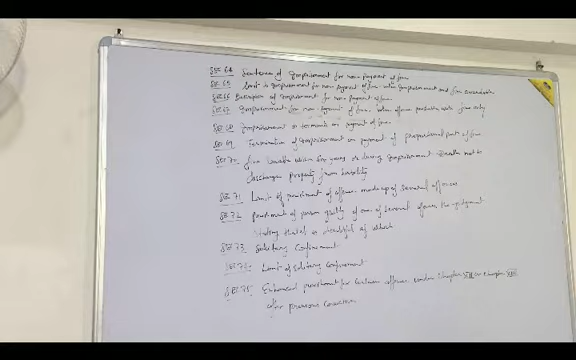 SEC 64 Sentence of Imprisonment for non-payment of fine
SEC 65 Limit to Imprisonment for non payment of fine when Imprisonment and fine awardable
SEC 66 Description of Imprisonment for non payment of fine
SEC 67 Imprisonment for non-payment of fine, when offence punishable with fine only
SEC 68 Imprisonment to terminate on payment of fine
SEC 69 Termination of Imprisonment on payment of proportional part of fine
SEC 70 fine leviable within six years or during Imprisonment - Death not to
discharge property from liability
SEC 71 Limit of punishment of offence made up of several offences
SEC 72 punishment of person guilty of one of several offences the judgement
stating that it is doubtful of which
SEC 73 Solitary Confinement
SEC 74 Limit of Solitary Confinement
SEC 75 Enhanced punishment for certain offences under Chapter XII or Chapter XVII
after previous conviction